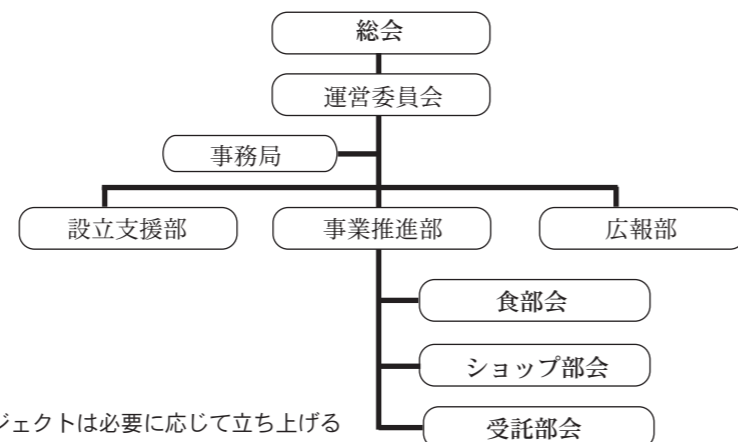 総会
運営委員会
事務局
設立支援部 事業推進部 広報部
食部会
ショップ部会
ジェクトは必要に応じて立ち上げる
受託部会